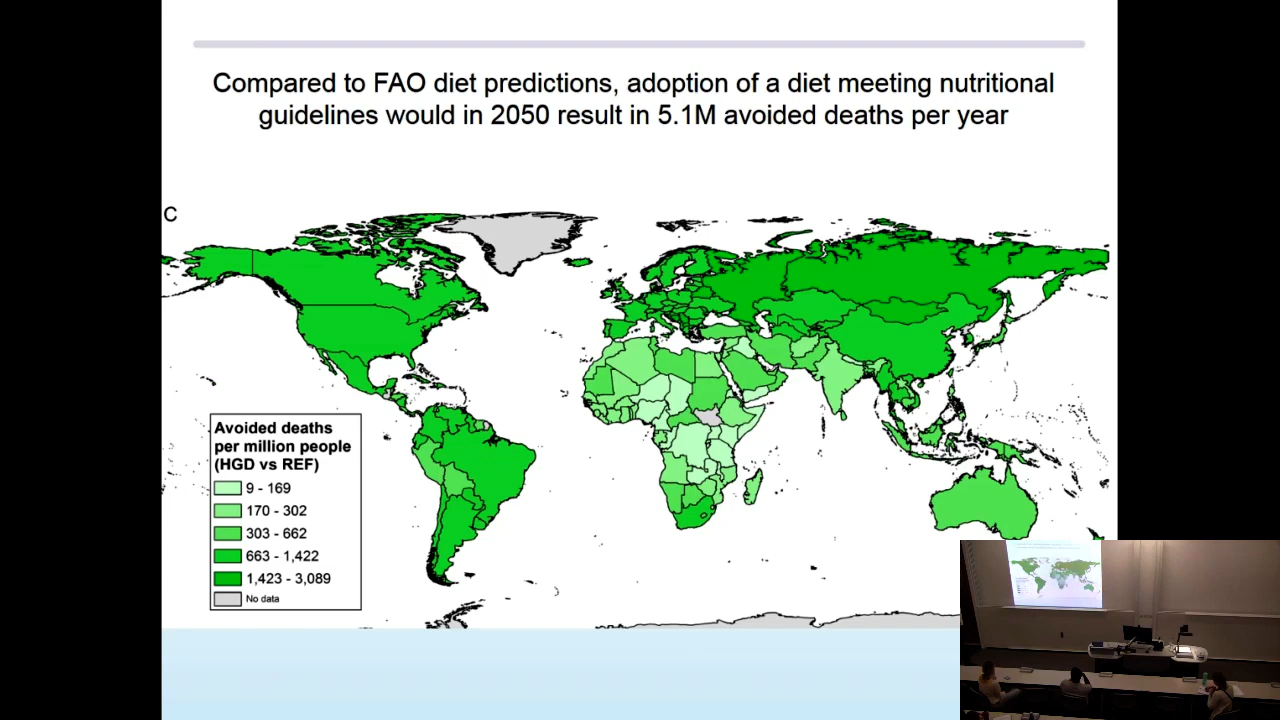 Compared to FAO diet predictions, adoption of a diet meeting nutritional
guidelines would in 2050 result in 5.1M avoided deaths per year
C
Avoided deaths
per million people
(HGD vs REF)
9 - 169
170 - 302
303 - 662
663 - 1,422
1,423 - 3,089
No data